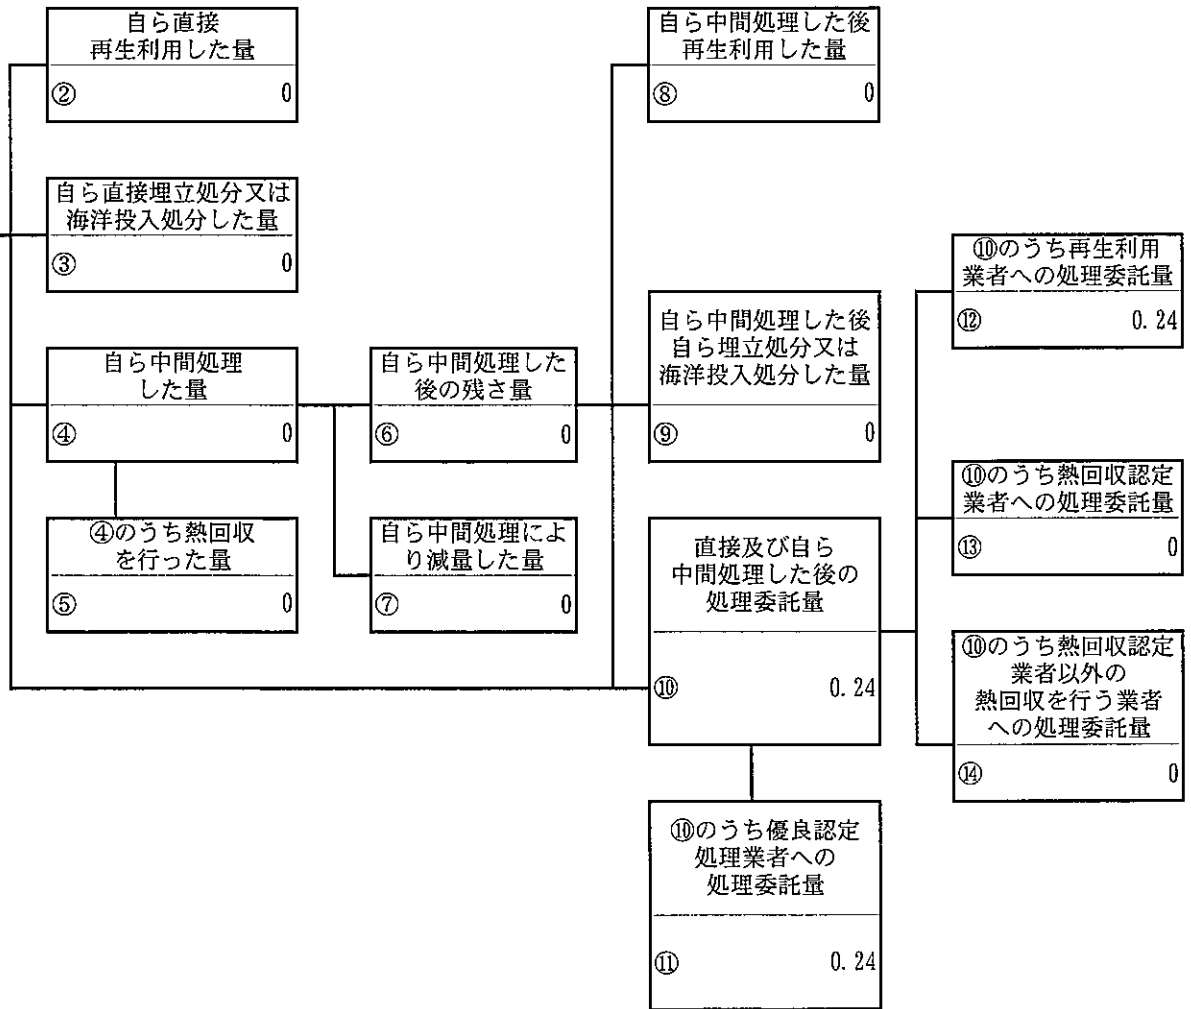 自ら直接
再生利用した量
② 0
自ら直接埋立処分又は
海洋投入処分した量
③ 0
自ら中間処理
した量
④ 0
④のうち熱回収
を行った量
⑤ 0
自ら中間処理した
後の残さ量
⑥ 0
自ら中間処理によ
り減量した量
⑦ 0
自ら中間処理した後
再生利用した量
⑧ 0
自ら中間処理した後
自ら埋立処分又は
海洋投入処分した量
⑨ 0
直接及び自ら
中間処理した後の
処理委託量
⑩ 0.24
⑩のうち優良認定
処理業者への
処理委託量
⑪ 0.24
⑩のうち再生利用
業者への処理委託量
⑫ 0.24
⑩のうち熱回収認定
業者への処理委託量
⑬ 0
⑩のうち熱回収認定
業者以外の
熱回収を行う業者
への処理委託量
⑭ 0